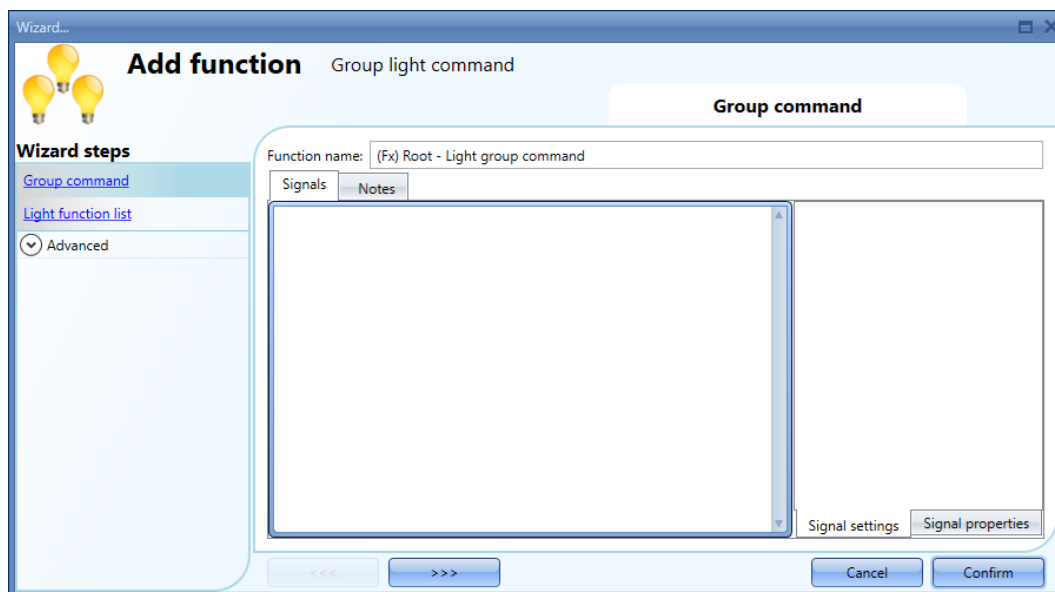 Wizard...
Add function Group light command
Group command
Wizard steps
Group command
Light function list
Advanced
Function name: (Fx) Root - Light group command
Signals Notes
Signal settings Signal properties
<<< >>> Cancel Confirm